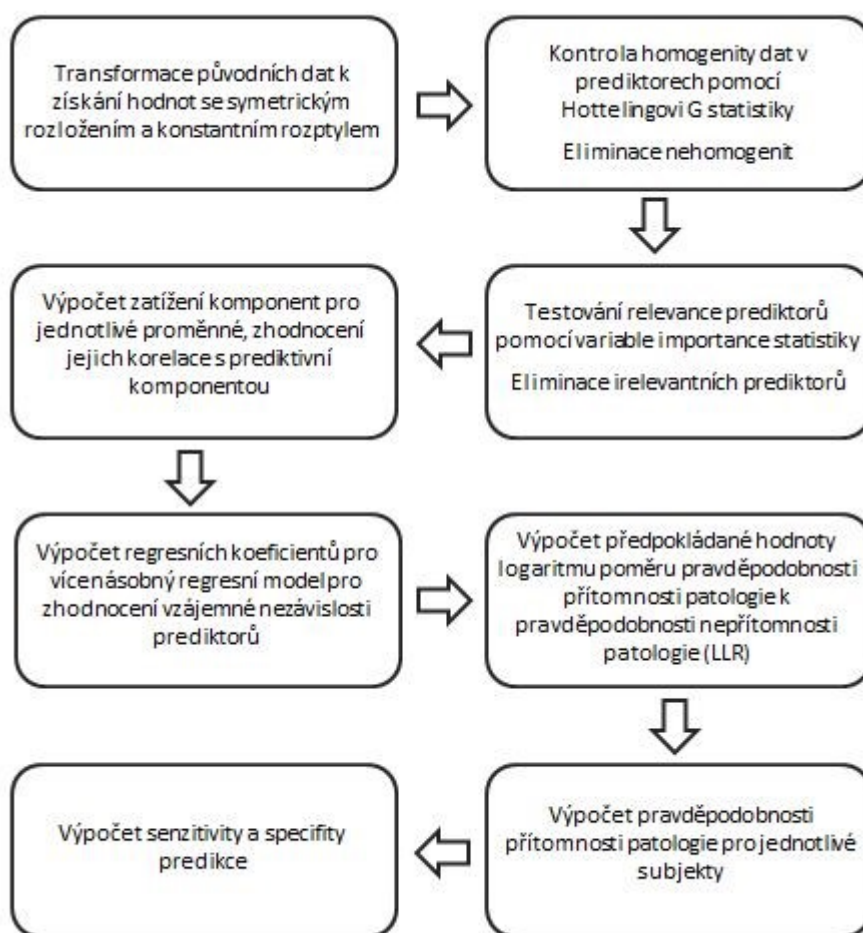 Transformace původních dat k
získání hodnot se symetrickým
rozložením a konstantním rozptylem
Kontrola homogenity dat v
prediktorech pomocí
Hottelingovi G statistiky
Eliminace nehomogenit
Testování relevance prediktorů
pomocí variable importance statistiky
Eliminace irelevantních prediktorů
Výpočet zatížení komponent pro
jednotlivé proměnné, zhodnocení
jejich korelace s prediktivní
komponentou
Výpočet regresních koeficientů pro
vícenásobný regresní model pro
zhodnocení vzájemné nezávislosti
prediktorů
Výpočet předpokládané hodnoty
logaritmu poměru pravděpodobnosti
přítomnosti patologie k
pravděpodobnosti nepřítomnosti
patologie (LLR)
Výpočet pravděpodobnosti
přítomnosti patologie pro jednotlivé
subjekty
Výpočet senzitivity a specifity
predikce